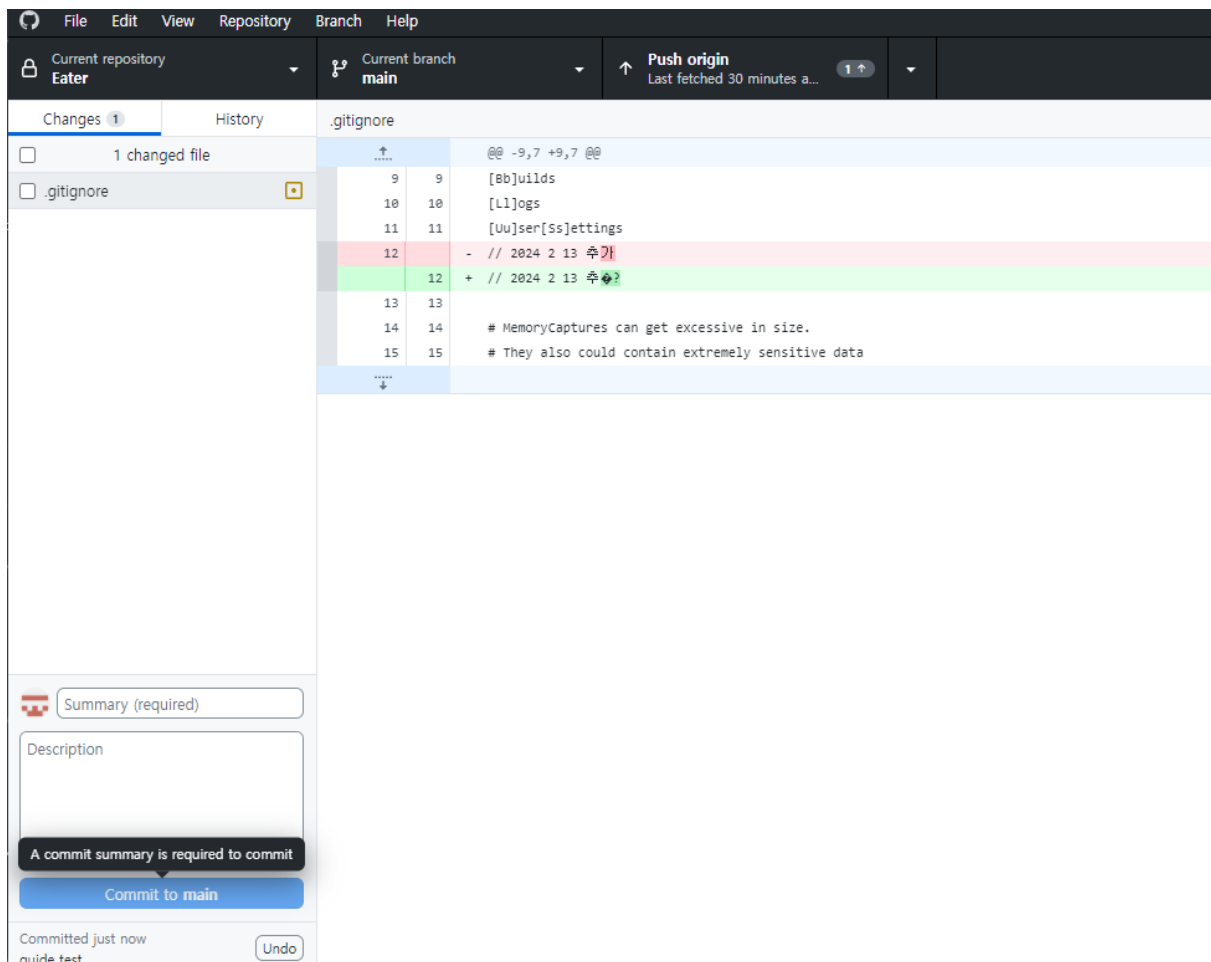 File Edit View Repository Branch Help
Current repository
Eater
Current branch
main
Push origin
Last fetched 30 minutes a...
1 ↑
Changes 1
History
1 changed file
.gitignore
.gitignore
@@ -9,7 +9,7 @@
9 9 [Bb]uilds
10 10 [Ll]ogs
11 11 [Uu]ser[Ss]ettings
12 - // 2024 2 13 추가
12 + // 2024 2 13 추�?
13 13
14 14 # MemoryCaptures can get excessive in size.
15 15 # They also could contain extremely sensitive data
Summary (required)
Description
A commit summary is required to commit
Commit to main
Committed just now
Undo
guide test